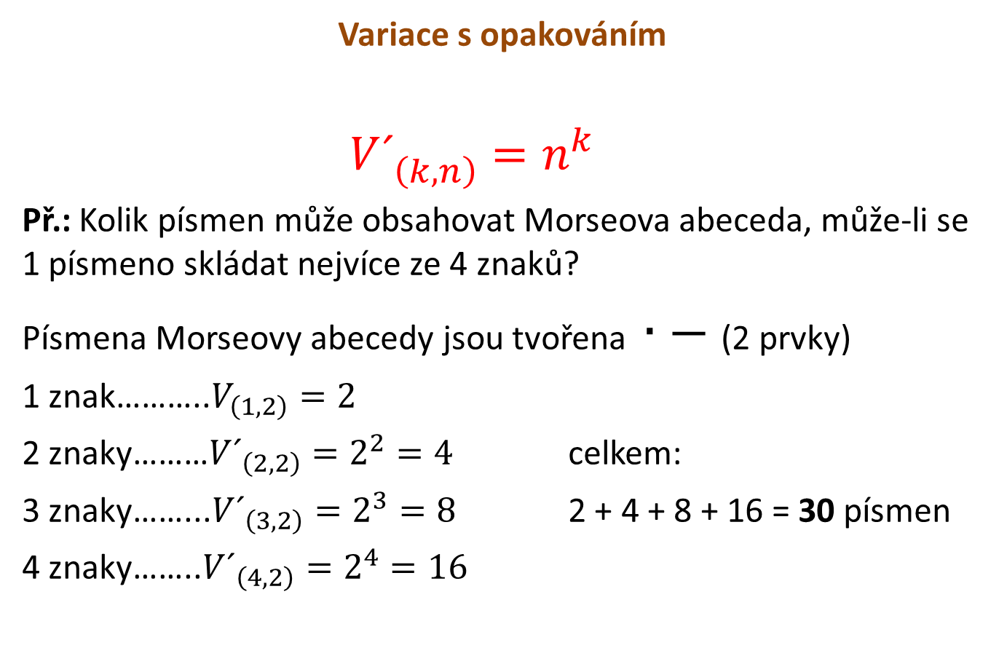 Variace s opakováním
V´(k,n) = n^k
Př.: Kolik písmen může obsahovat Morseova abeceda, může-li se
1 písmeno skládat nejvíce ze 4 znaků?
Písmena Morseovy abecedy jsou tvořena · — (2 prvky)
1 znak………..V(1,2) = 2
2 znaky………V´(2,2) = 2^2 = 4 celkem:
3 znaky……...V´(3,2) = 2^3 = 8 2 + 4 + 8 + 16 = 30 písmen
4 znaky……..V´(4,2) = 2^4 = 16